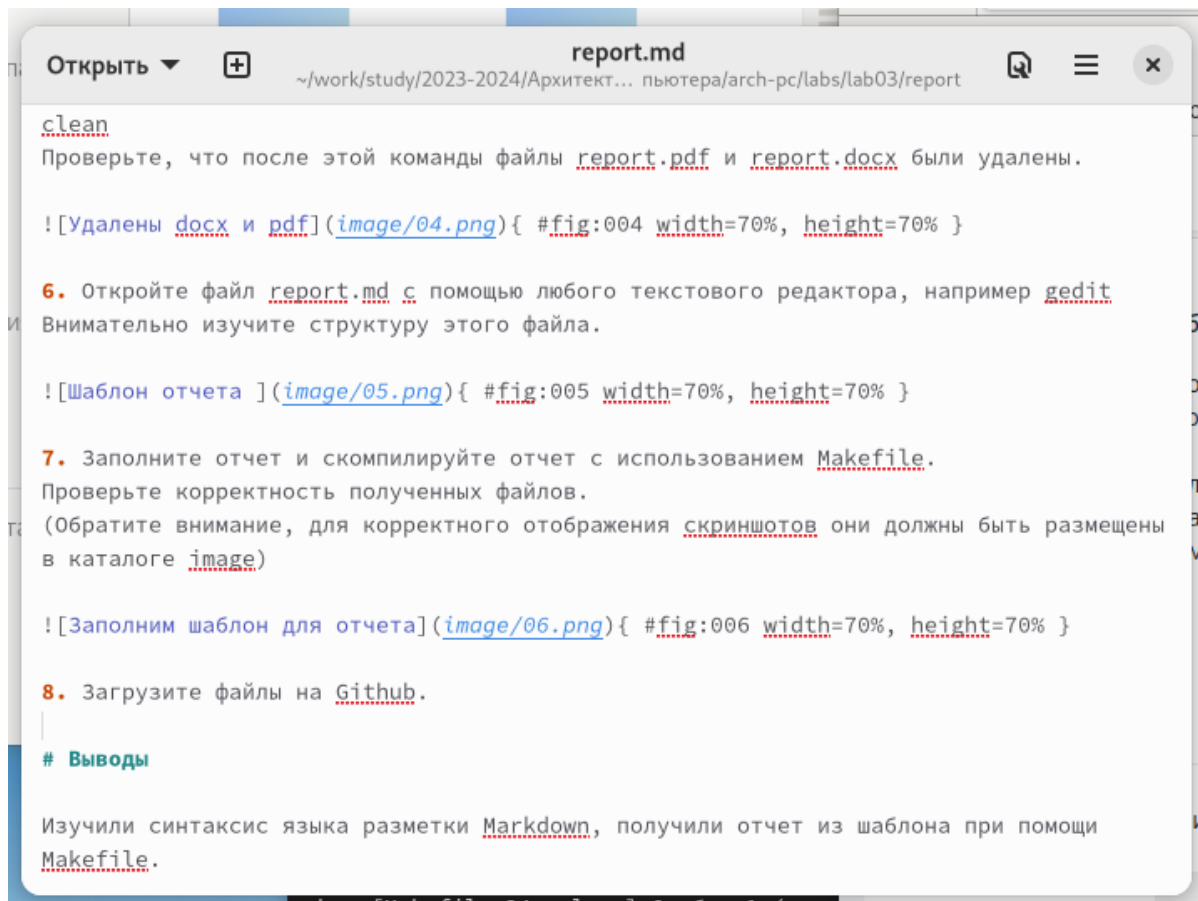 Открыть
report.md
~/work/study/2023-2024/Архитект… пьютера/arch-pc/labs/lab03/report
clean
Проверьте, что после этой команды файлы report.pdf и report.docx были удалены.
![Удалены docx и pdf](image/04.png){ #fig:004 width=70%, height=70% }
6. Откройте файл report.md с помощью любого текстового редактора, например gedit
Внимательно изучите структуру этого файла.
![Шаблон отчета ](image/05.png){ #fig:005 width=70%, height=70% }
7. Заполните отчет и скомпилируйте отчет с использованием Makefile.
Проверьте корректность полученных файлов.
(Обратите внимание, для корректного отображения скриншотов они должны быть размещены
в каталоге image)
![Заполним шаблон для отчета](image/06.png){ #fig:006 width=70%, height=70% }
8. Загрузите файлы на Github.
# Выводы
Изучили синтаксис языка разметки Markdown, получили отчет из шаблона при помощи
Makefile.